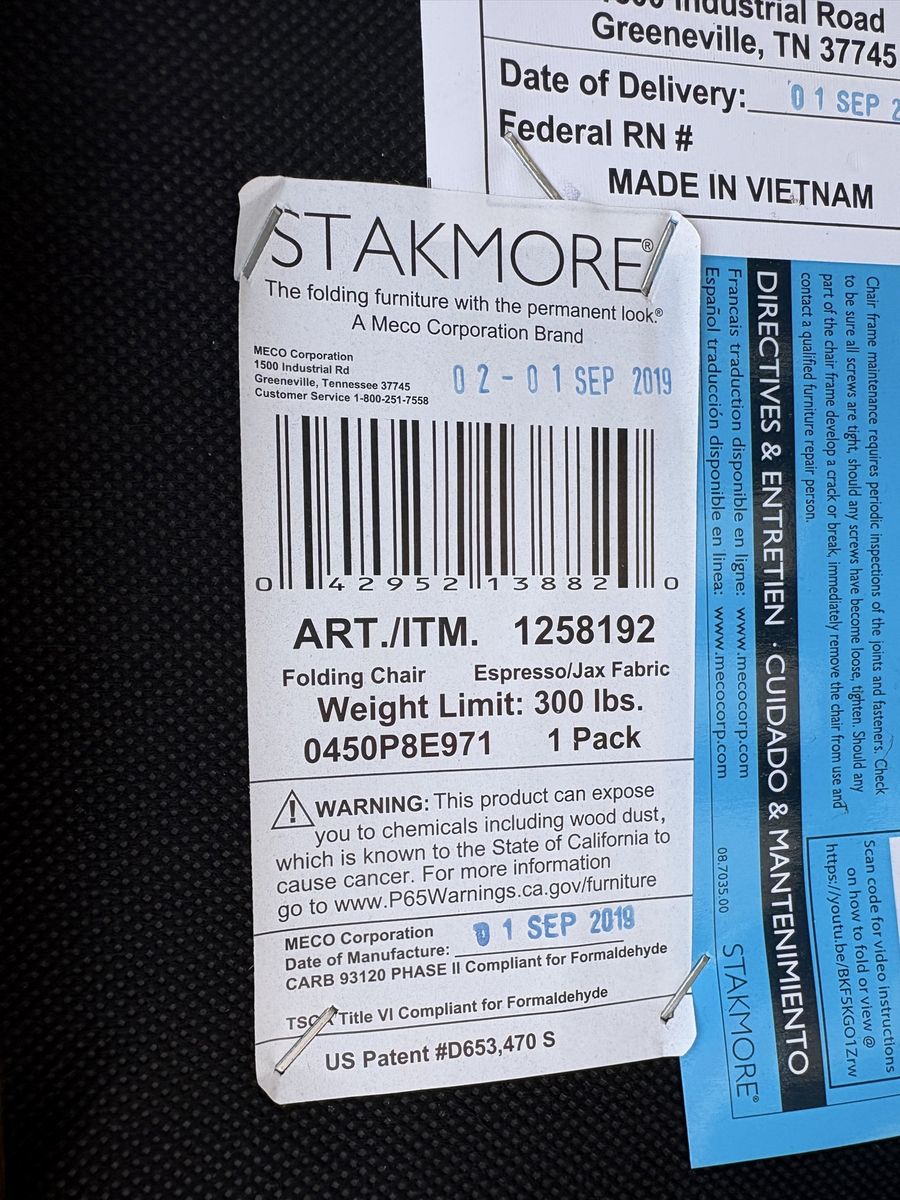 Industrial Road
Greeneville, TN 37745
Date of Delivery: 01 SEP
Federal RN #
MADE IN VIETNAM
STAKMORE®
The folding furniture with the permanent look.®
A Meco Corporation Brand
MECO Corporation
1500 Industrial Rd
Greeneville, Tennessee 37745
Customer Service 1-800-251-7558
02-01 SEP 2019
0 42952 13882 0
ART./ITM. 1258192
Folding Chair Espresso/Jax Fabric
Weight Limit: 300 lbs.
0450P8E971 1 Pack
WARNING: This product can expose
you to chemicals including wood dust,
which is known to the State of California to
cause cancer. For more information
go to www.P65Warnings.ca.gov/furniture
MECO Corporation
Date of Manufacture: 01 SEP 2019
CARB 93120 PHASE II Compliant for Formaldehyde
TSCA Title VI Compliant for Formaldehyde
US Patent #D653,470 S
Chair frame maintenance requires periodic inspections of the joints and fasteners. Check
to be sure all screws are tight, should any screws have become loose, tighten. Should any
part of the chair frame develop a crack or break, immediately remove the chair from use and
contact a qualified furniture repair person.
DIRECTIVES & ENTRETIEN · CUIDADO & MANTENIMIENTO
Francais traduction disponible en ligne: www.mecocorp.com
Español traducción disponible en linea: www.mecocorp.com
08.7035.00
STAKMORE®
Scan code for video instructions
on how to fold or view @
https://youtu.be/BKF5KGO1Zrw